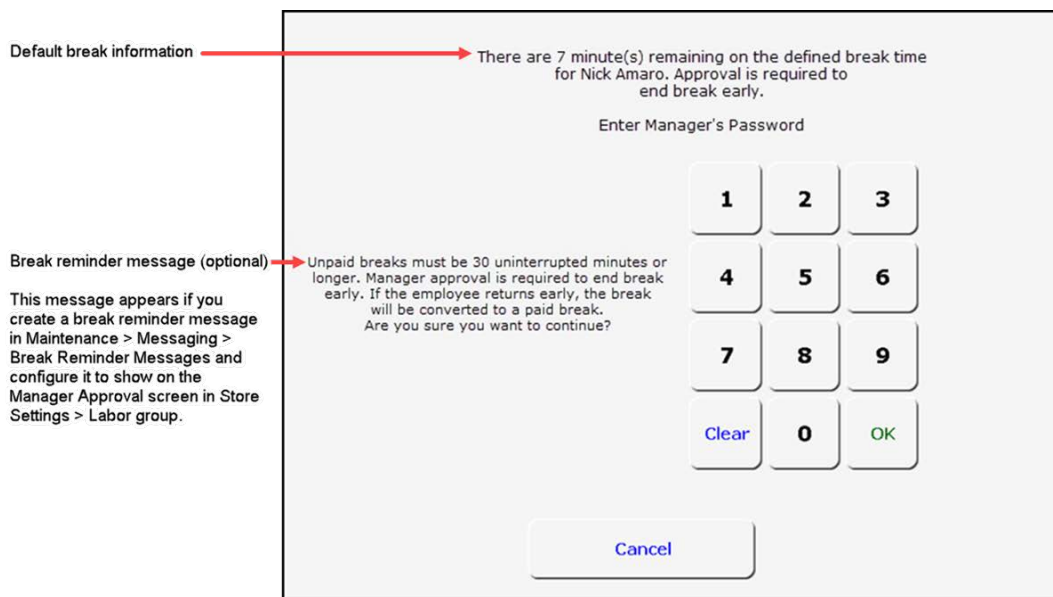 Default break information
There are 7 minute(s) remaining on the defined break time
for Nick Amaro. Approval is required to
end break early.
Enter Manager's Password
1 2 3
Break reminder message (optional)
Unpaid breaks must be 30 uninterrupted minutes or
longer. Manager approval is required to end break
early. If the employee returns early, the break
will be converted to a paid break.
Are you sure you want to continue?
This message appears if you
create a break reminder message
in Maintenance > Messaging >
Break Reminder Messages and
configure it to show on the
Manager Approval screen in Store
Settings > Labor group.
4 5 6
7 8 9
Clear 0 OK
Cancel